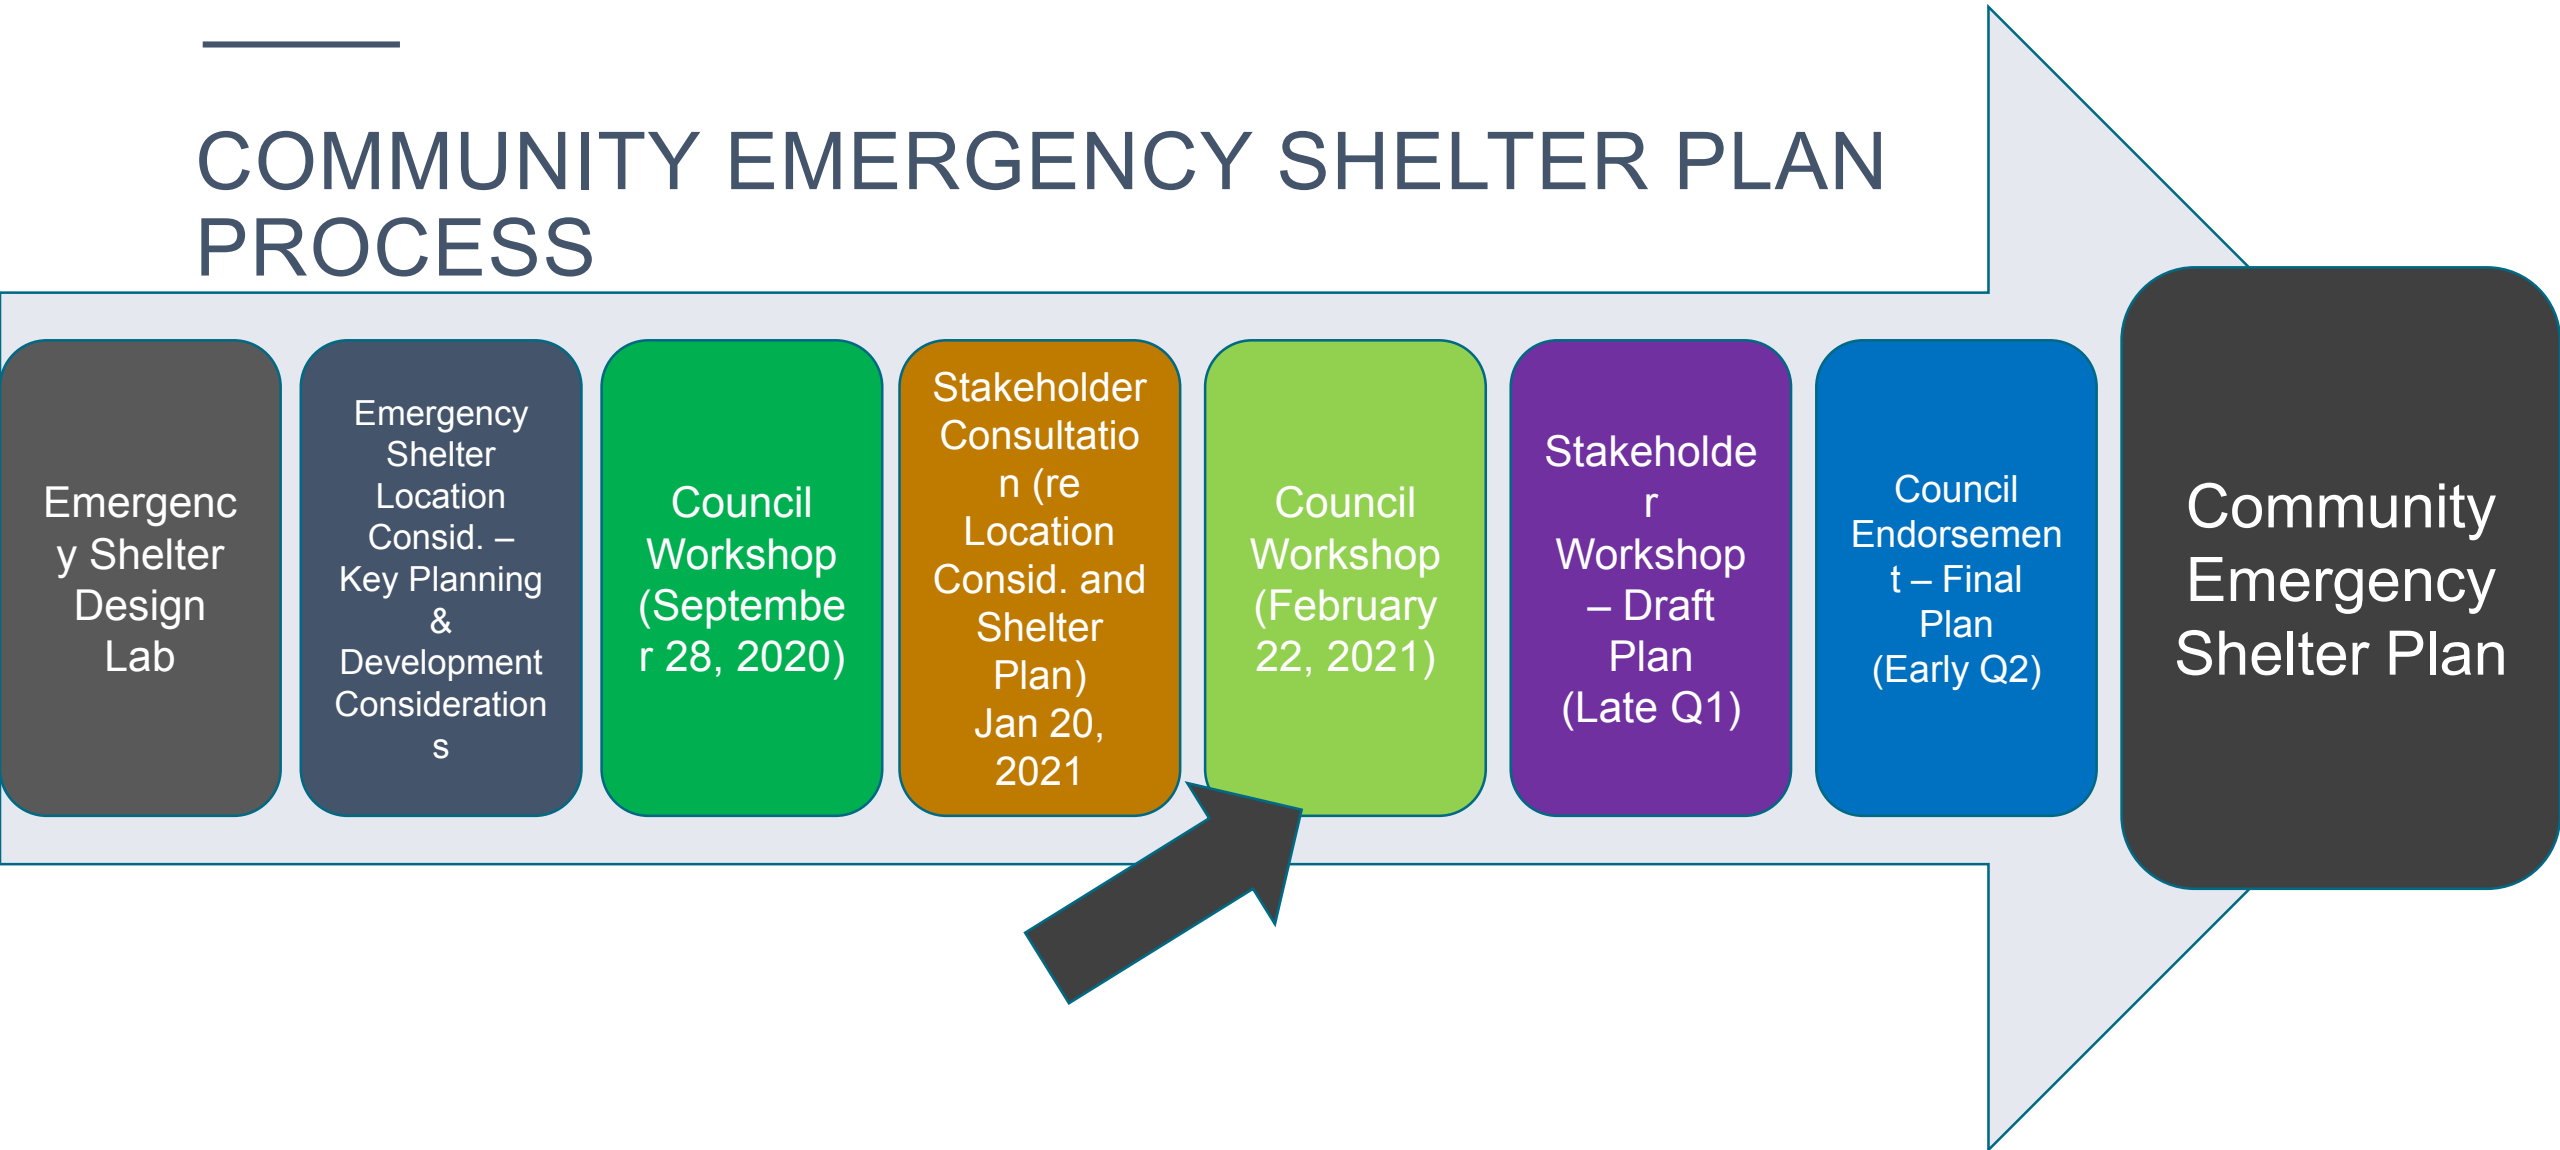 COMMUNITY EMERGENCY SHELTER PLAN
PROCESS
Emergenc
y Shelter
Design
Lab
Emergency
Shelter
Location
Consid. –
Key Planning
&
Development
Consideration
s
Council
Workshop
(Septembe
r 28, 2020)
Stakeholder
Consultatio
n (re
Location
Consid. and
Shelter
Plan)
Jan 20,
2021
Council
Workshop
(February
22, 2021)
Stakeholde
r
Workshop
– Draft
Plan
(Late Q1)
Council
Endorsemen
t – Final
Plan
(Early Q2)
Community
Emergency
Shelter Plan